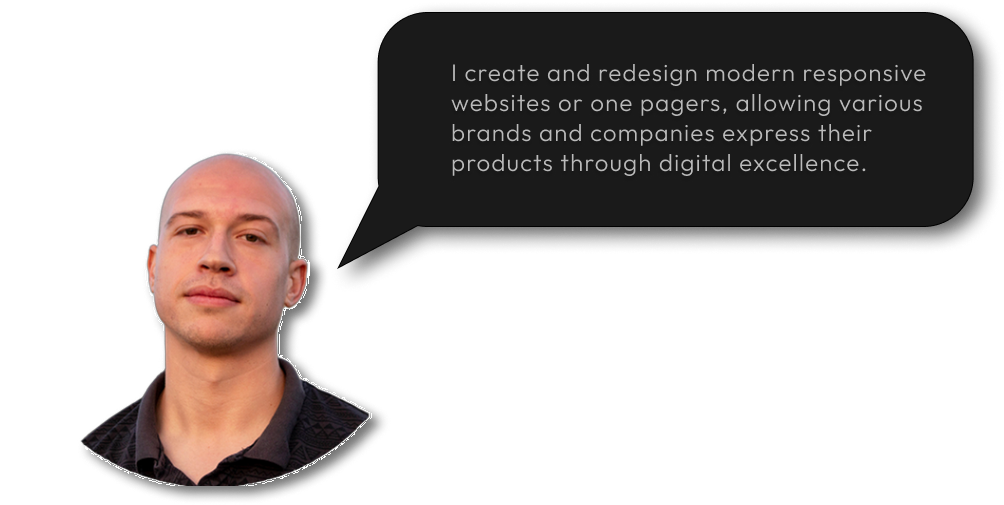 I create and redesign modern responsive
websites or one pagers, allowing various
brands and companies express their
products through digital excellence.